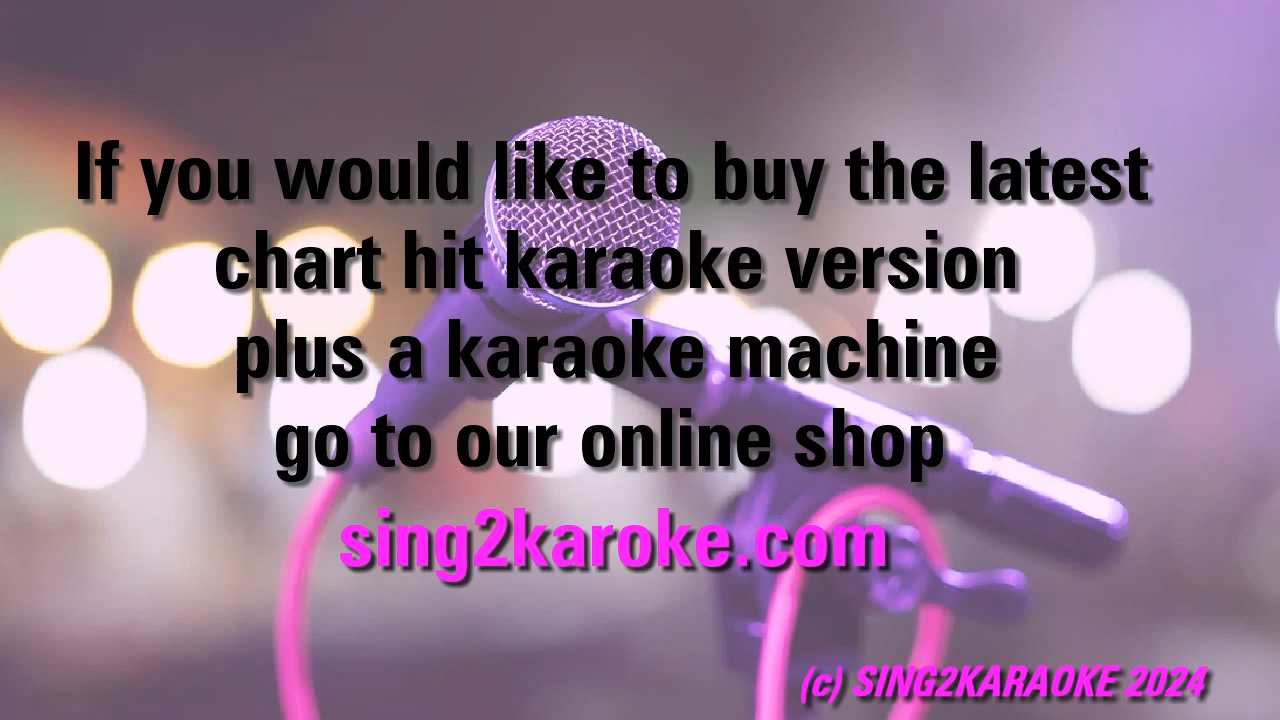 If you would like to buy the latest
chart hit karaoke version
plus a karaoke machine
go to our online shop
sing2karoke.com
(c) SING2KARAOKE 2024